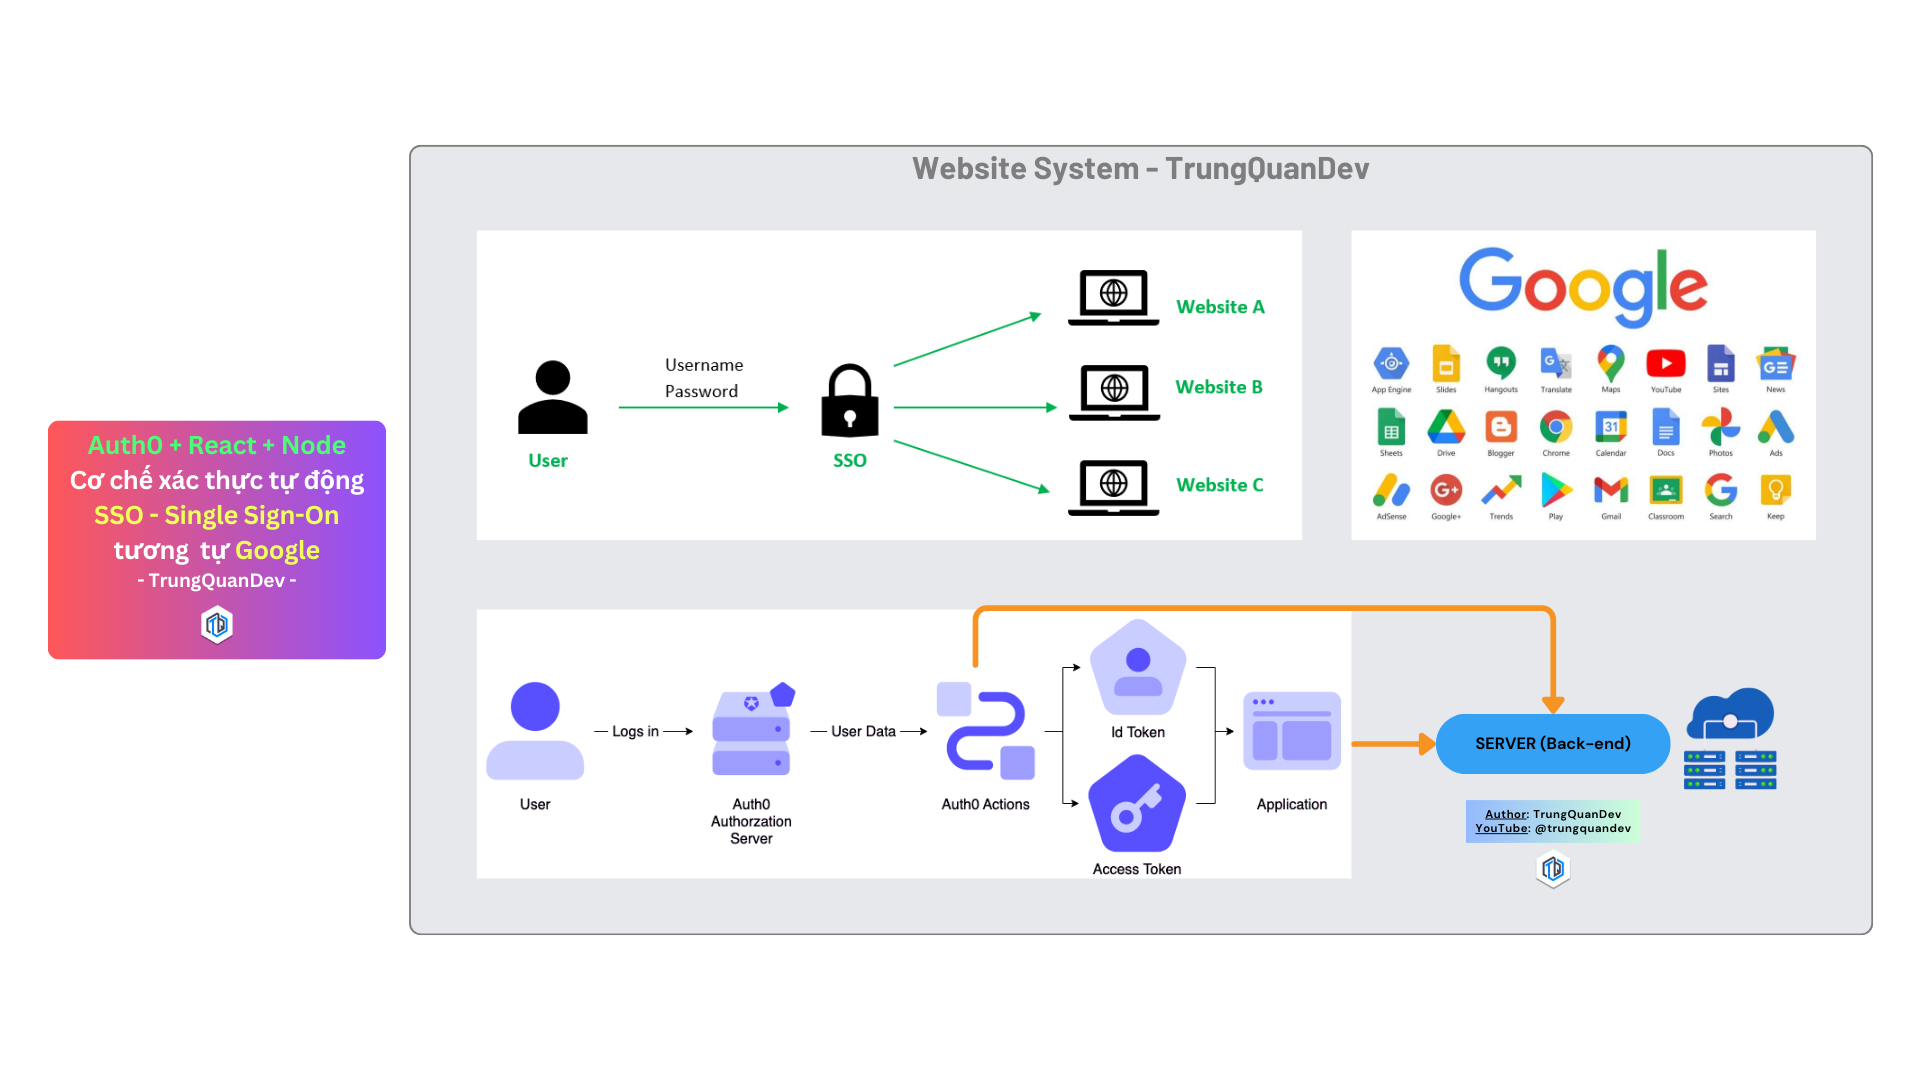 Website System - TrungQuanDev
Auth0 + React + Node
Cơ chế xác thực tự động
SSO - Single Sign-On
tương tự Google
- TrungQuanDev -
User
Username
Password
SSO
Website A
Website B
Website C
Google
App Engine
Slides
Hangouts
Translate
Maps
YouTube
Sites
News
Sheets
Drive
Blogger
Chrome
Calendar
Docs
Photos
Ads
AdSense
Google+
Trends
Play
Gmail
Classroom
Search
Keep
31
G+
User
Logs in
Auth0
Authorzation
Server
User Data
Auth0 Actions
Id Token
Access Token
Application
SERVER (Back-end)
Author: TrungQuanDev
YouTube: @trungquandev